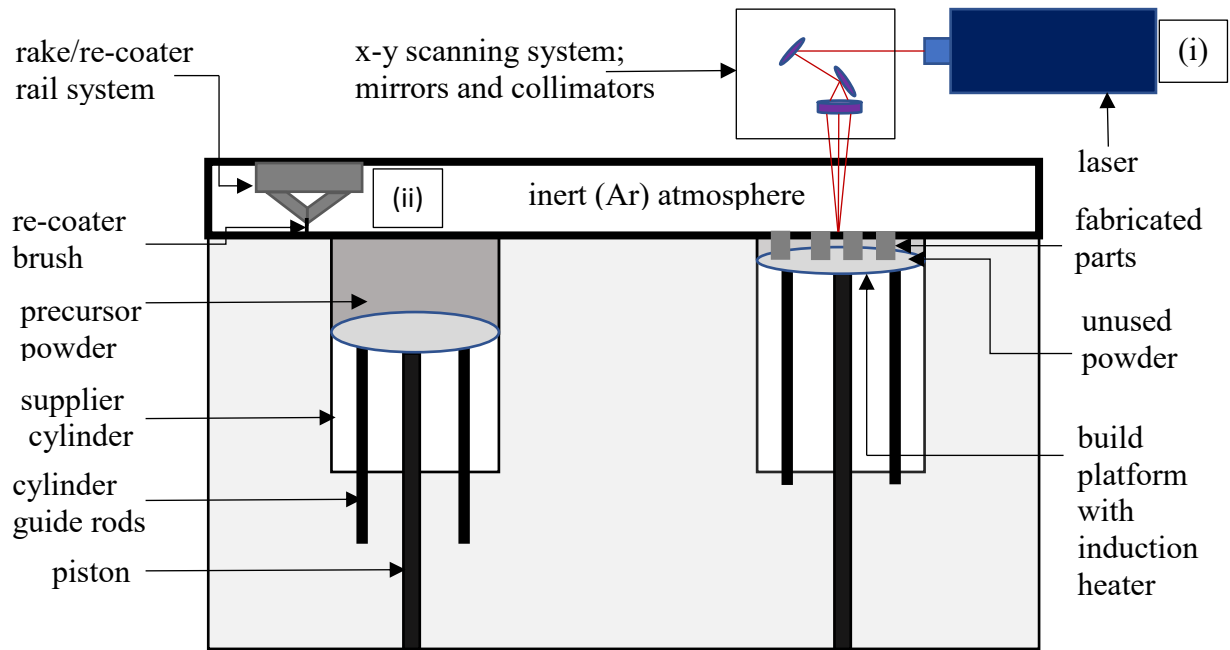 rake/re-coater
rail system
x-y scanning system;
mirrors and collimators
(i)
laser
(ii)
inert (Ar) atmosphere
re-coater
brush
fabricated
parts
precursor
powder
unused
powder
supplier
cylinder
build
platform
with
induction
heater
cylinder
guide rods
piston